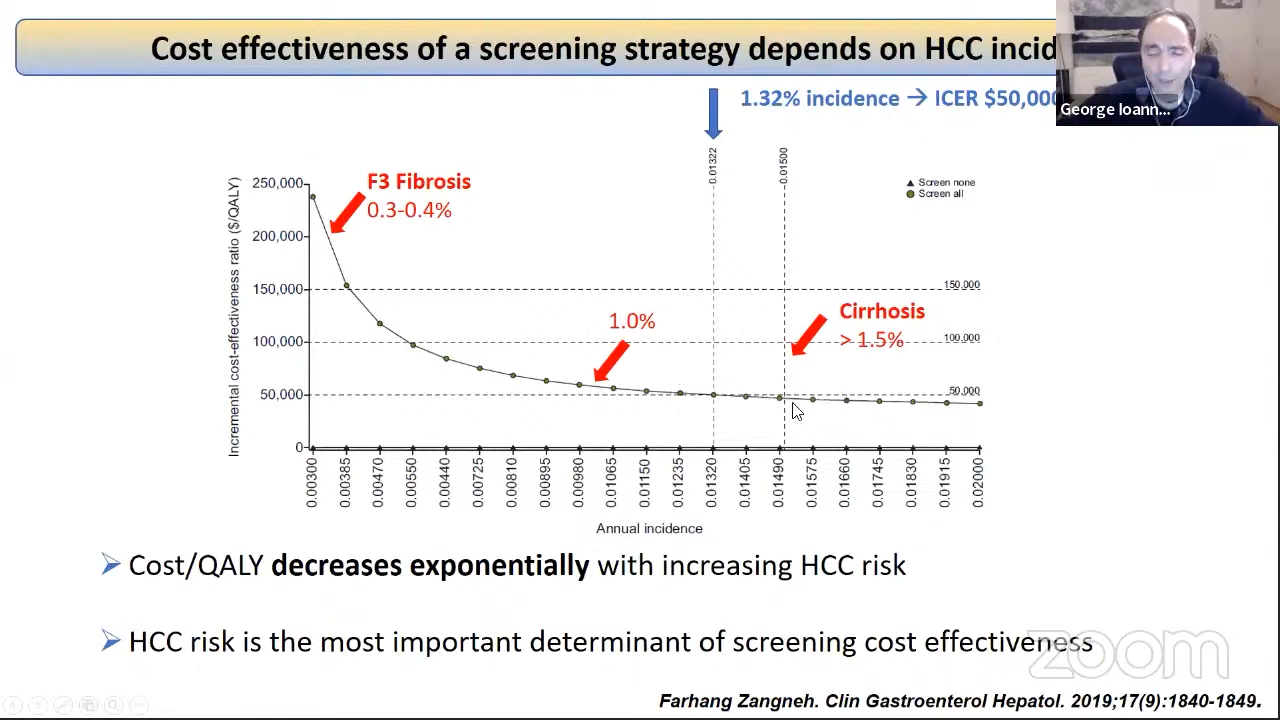 Cost effectiveness of a screening strategy depends on HCC incid
1.32% incidence → ICER $50,000
George Ioann...
0.01322
0.01500
Screen none
Screen all
F3 Fibrosis
0.3-0.4%
1.0%
Cirrhosis
> 1.5%
Incremental cost-effectiveness ratio ($/QALY)
250,000
200,000
150,000
100,000
50,000
0
150,000
100,000
50,000
0.00300
0.00385
0.00470
0.00550
0.00440
0.00725
0.00810
0.00895
0.00980
0.01065
0.01150
0.01235
0.01320
0.01405
0.01490
0.01575
0.01660
0.01745
0.01830
0.01915
0.02000
Annual incidence
Cost/QALY decreases exponentially with increasing HCC risk
HCC risk is the most important determinant of screening cost effectiveness
zoom
Farhang Zangneh. Clin Gastroenterol Hepatol. 2019;17(9):1840-1849.